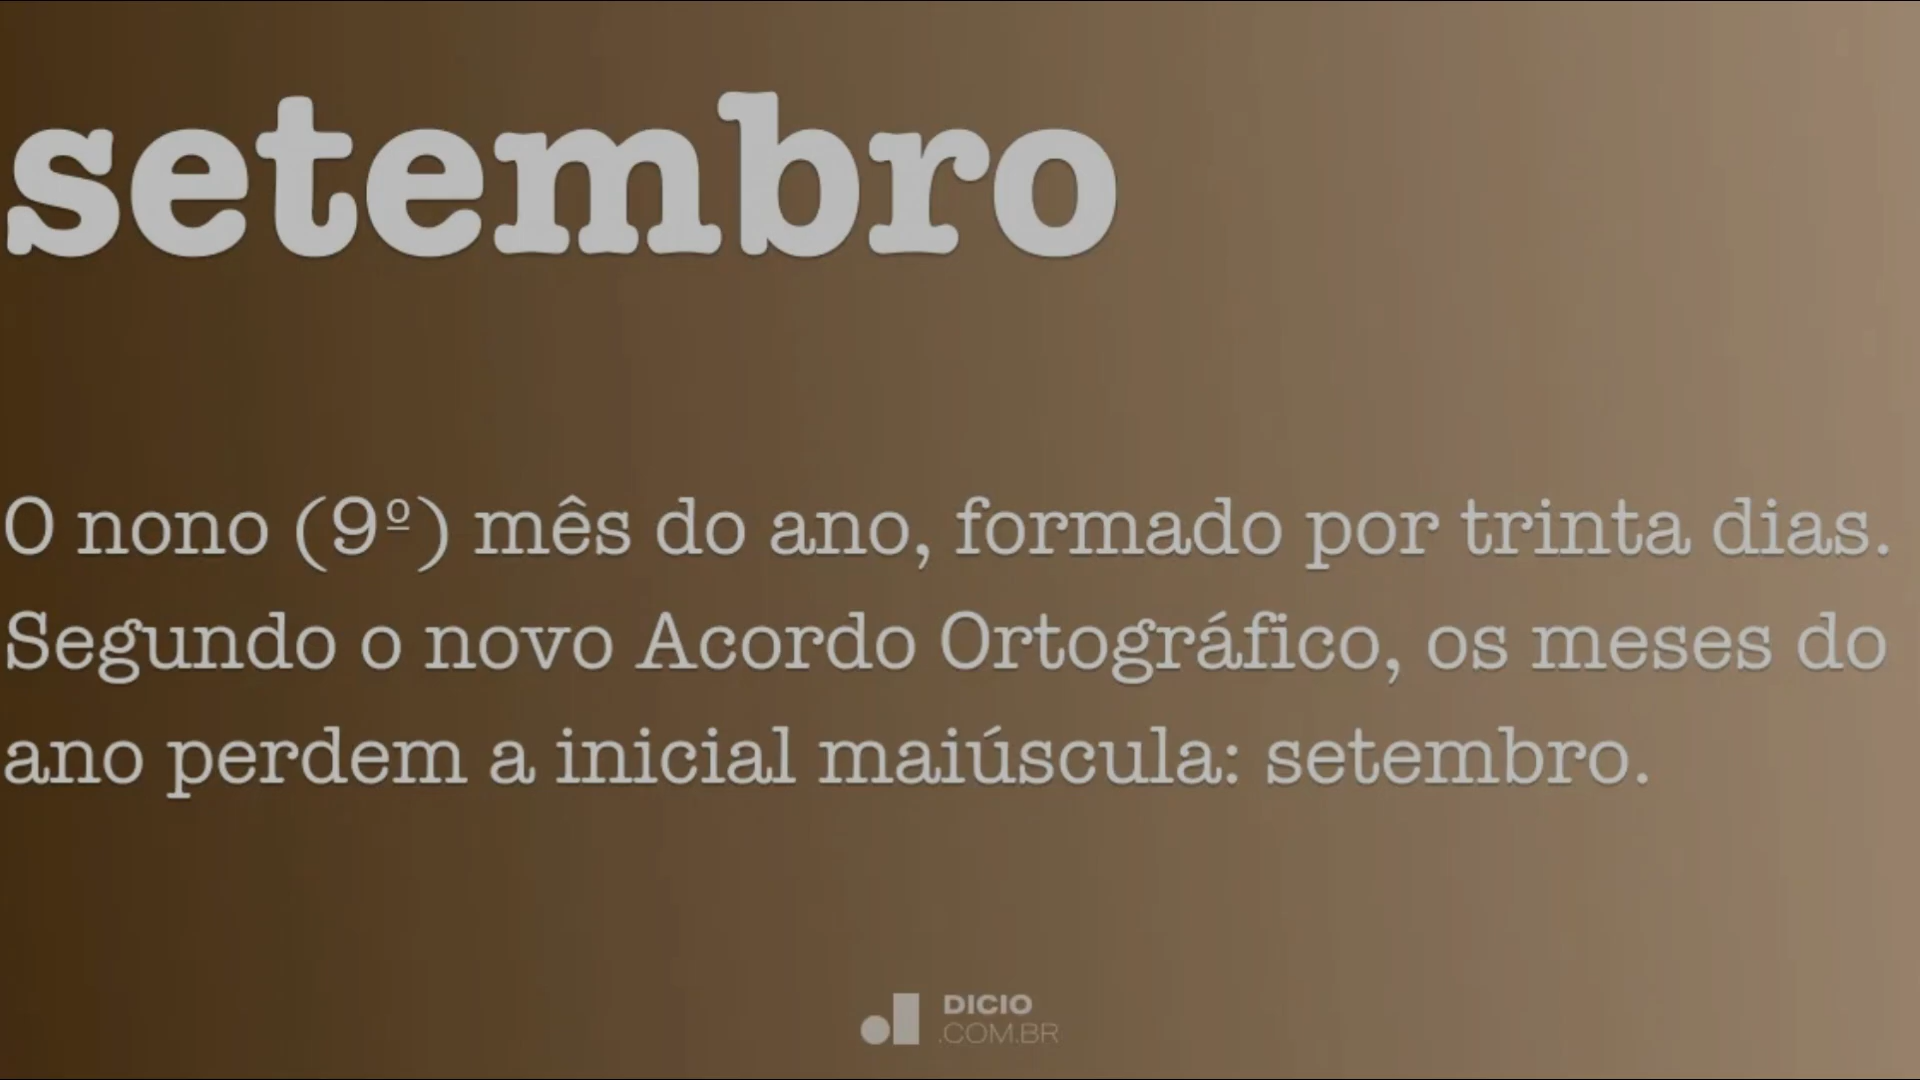 setembro
O nono (9º) mês do ano, formado por trinta dias.
Segundo o novo Acordo Ortográfico, os meses do
ano perdem a inicial maiúscula: setembro.
DICIO
.COM.BR